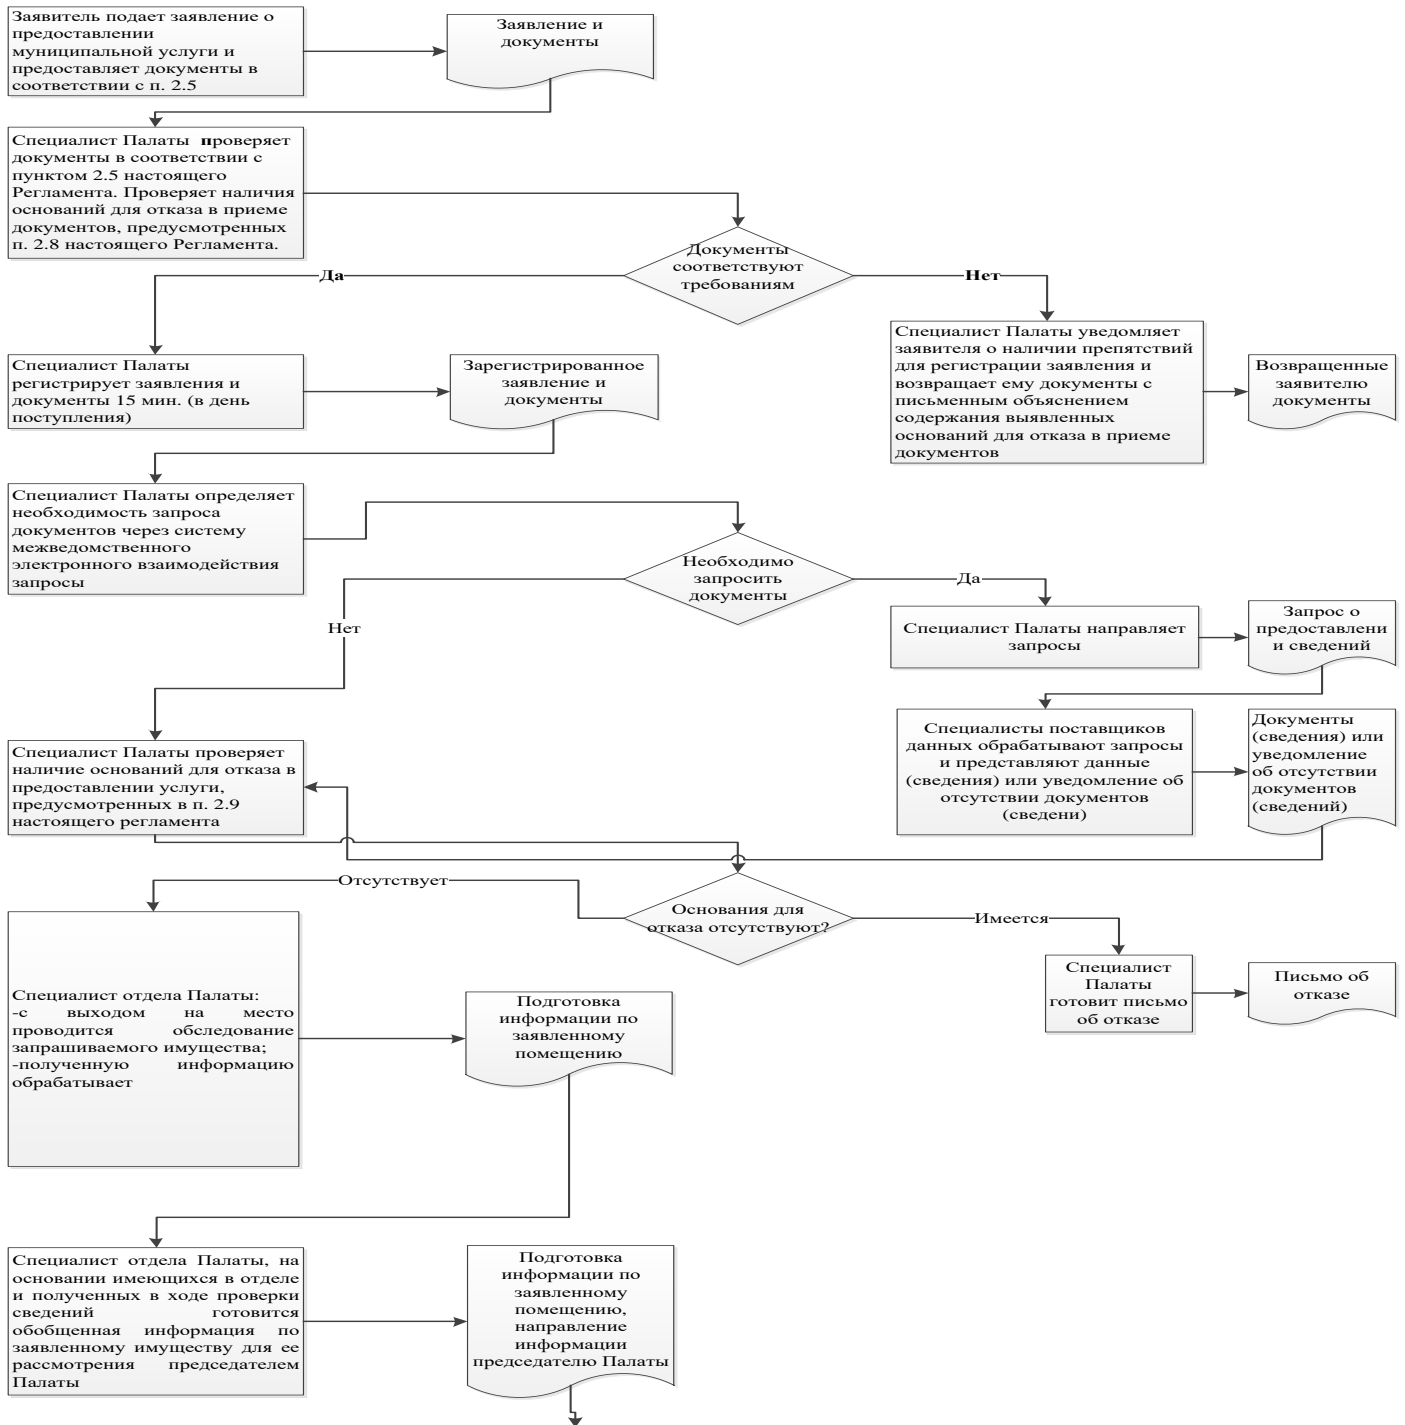 Заявитель подает заявление о
предоставлении
муниципальной услуги и
предоставляет документы в
соответствии с п. 2.5
Заявление и
документы
Специалист Палаты проверяет
документы в соответствии с
пунктом 2.5 настоящего
Регламента. Проверяет наличия
оснований для отказа в приеме
документов, предусмотренных
п. 2.8 настоящего Регламента.
Документы
соответствуют
требованиям
Да
Нет
Специалист Палаты
регистрирует заявления и
документы 15 мин. (в день
поступления)
Зарегистрированное
заявление и
документы
Специалист Палаты уведомляет
заявителя о наличии препятствий
для регистрации заявления и
возвращает ему документы с
письменным объяснением
содержания выявленных
оснований для отказа в приеме
документов
Возвращенные
заявителю
документы
Специалист Палаты определяет
необходимость запроса
документов через систему
межведомственного
электронного взаимодействия
запросы
Необходимо
запросить
документы
Да
Нет
Специалист Палаты направляет
запросы
Запрос о
предоставлени
и сведений
Специалисты поставщиков
данных обрабатывают запросы
и представляют данные
(сведения) или уведомление об
отсутствии документов
(сведени)
Документы
(сведения) или
уведомление
об отсутствии
документов
(сведений)
Специалист Палаты проверяет
наличие оснований для отказа в
предоставлении услуги,
предусмотренных в п. 2.9
настоящего регламента
Отсутствует
Основания для
отказа отсутствуют?
Имеется
Специалист
Палаты
готовит письмо
об отказе
Письмо об
отказе
Специалист отдела Палаты:
-с выходом на место
проводится обследование
запрашиваемого имущества;
-полученную информацию
обрабатывает
Подготовка
информации по
заявленному
помещению
Специалист отдела Палаты, на
основании имеющихся в отделе
и полученных в ходе проверки
сведений готовится
обобщенная информация по
заявленному имуществу для ее
рассмотрения председателем
Палаты
Подготовка
информации по
заявленному
помещению,
направление
информации
председателю Палаты